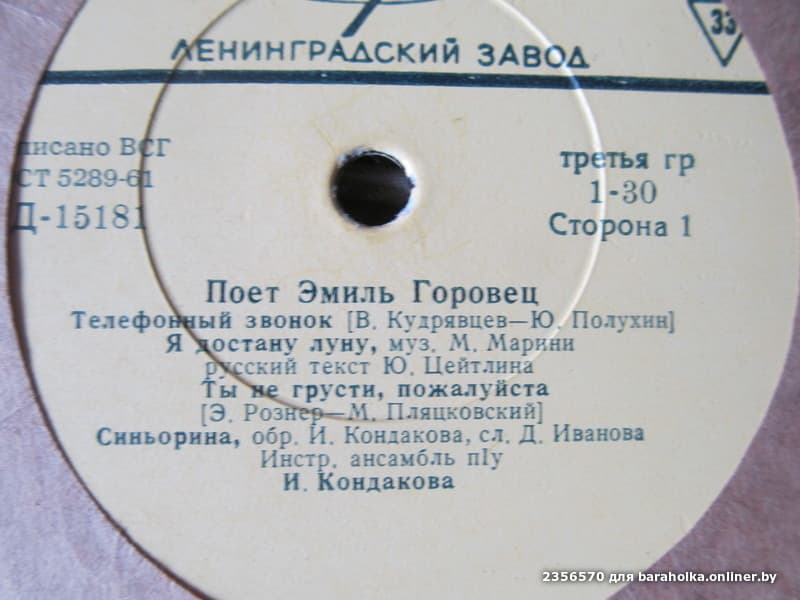 ЛЕНИНГРАДСКИЙ ЗАВОД
33
писано ВСГ
СТ 5289-61
Д-15181
третья гр
1-30
Сторона 1
Поет Эмиль Горовец
Телефонный звонок [В. Кудрявцев—Ю. Полухин]
Я достану луну, муз. М. Марини
русский текст Ю. Цейтлина
Ты не грусти, пожалуйста
[Э. Рознер—М. Пляцковский]
Синьорина, обр. И. Кондакова, сл. Д. Иванова
Инстр. ансамбль п/у
И. Кондакова
2356570 для baraholka.onliner.by